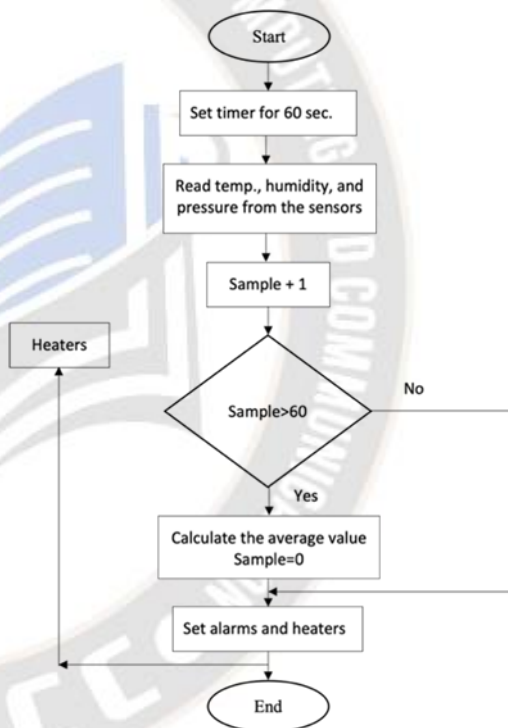 Start
Set timer for 60 sec.
Read temp., humidity, and
pressure from the sensors
Sample + 1
Heaters
Sample>60
No
Yes
Calculate the average value
Sample=0
Set alarms and heaters
End